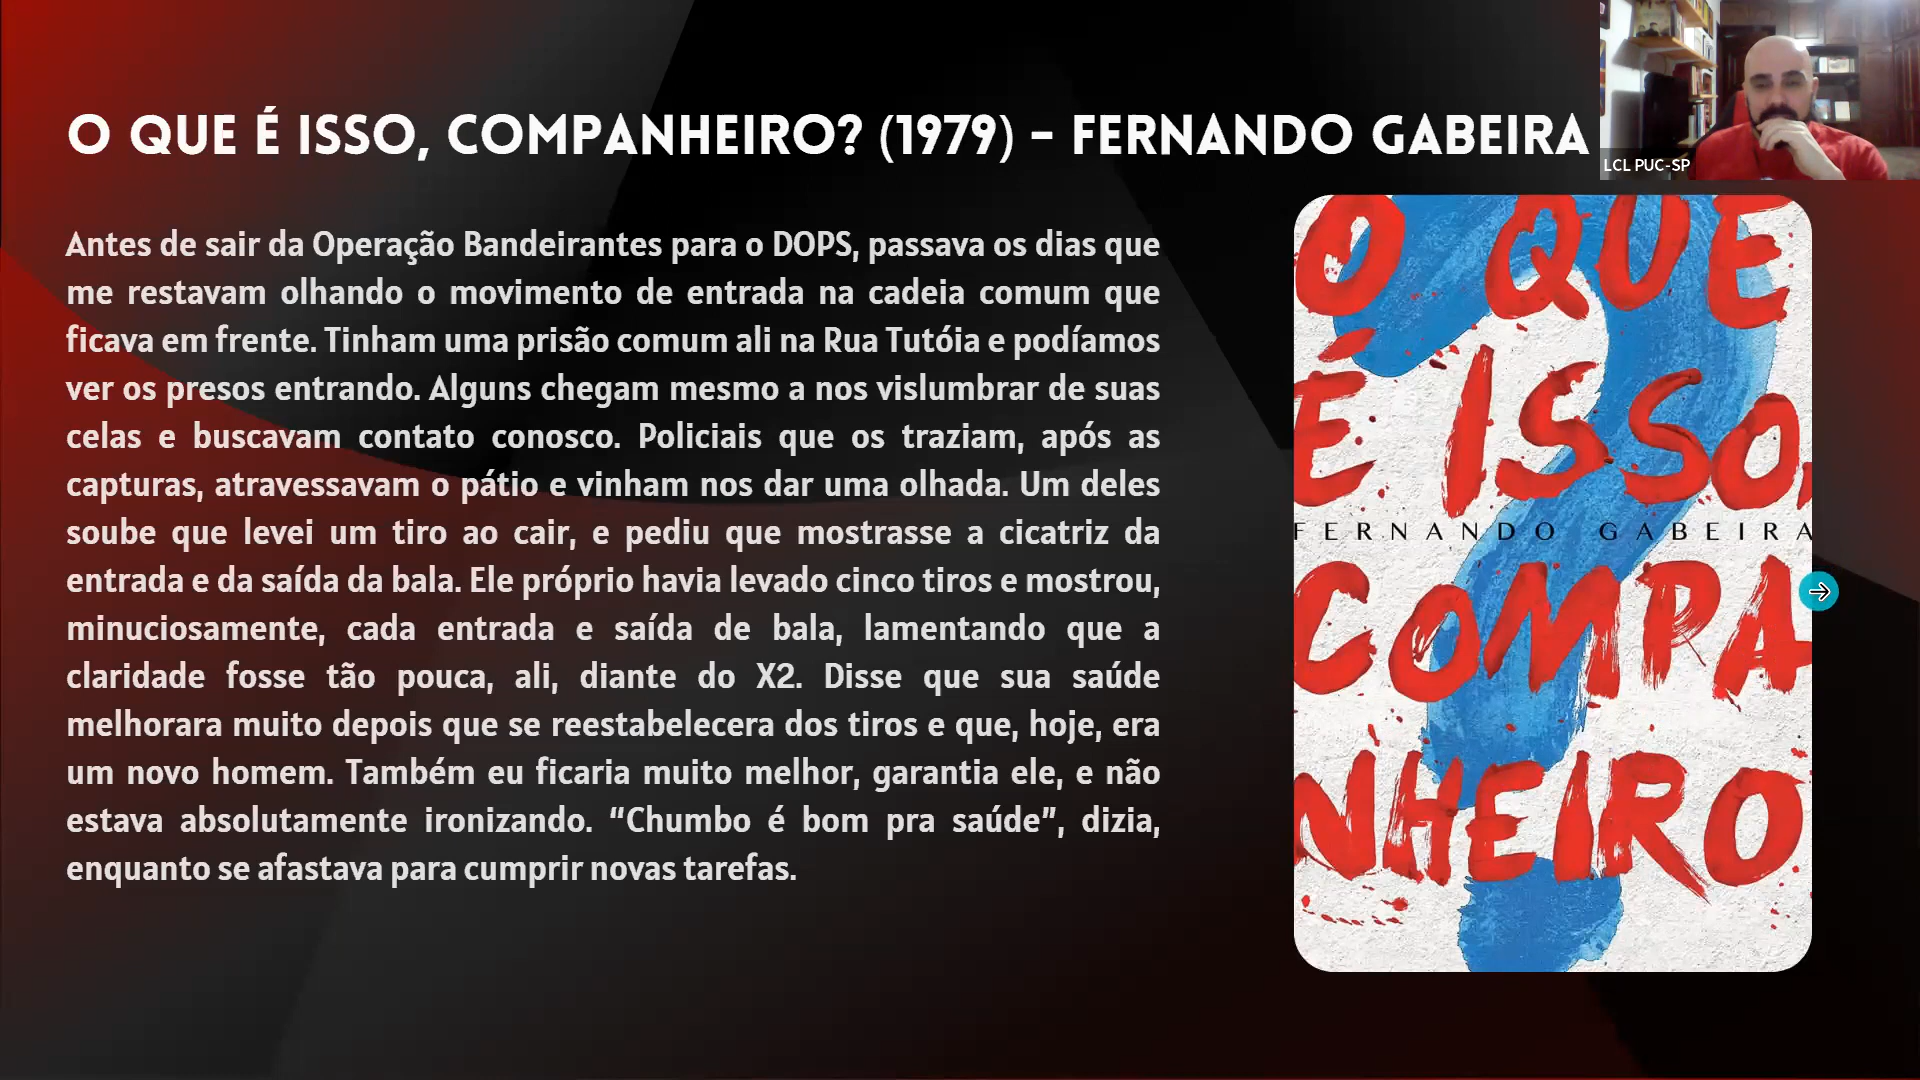 O QUE É ISSO, COMPANHEIRO? (1979) - FERNANDO GABEIRA
LCL PUC-SP
Antes de sair da Operação Bandeirantes para o DOPS, passava os dias que
me restavam olhando o movimento de entrada na cadeia comum que
ficava em frente. Tinham uma prisão comum ali na Rua Tutóia e podíamos
ver os presos entrando. Alguns chegam mesmo a nos vislumbrar de suas
celas e buscavam contato conosco. Policiais que os traziam, após as
capturas, atravessavam o pátio e vinham nos dar uma olhada. Um deles
soube que levei um tiro ao cair, e pediu que mostrasse a cicatriz da
entrada e da saída da bala. Ele próprio havia levado cinco tiros e mostrou,
minuciosamente, cada entrada e saída de bala, lamentando que a
claridade fosse tão pouca, ali, diante do X2. Disse que sua saúde
melhorara muito depois que se reestabelecera dos tiros e que, hoje, era
um novo homem. Também eu ficaria muito melhor, garantia ele, e não
estava absolutamente ironizando. “Chumbo é bom pra saúde”, dizia,
enquanto se afastava para cumprir novas tarefas.
O QUE
É ISSO,
FERNANDO GABEIRA
COMPA
NHEIRO